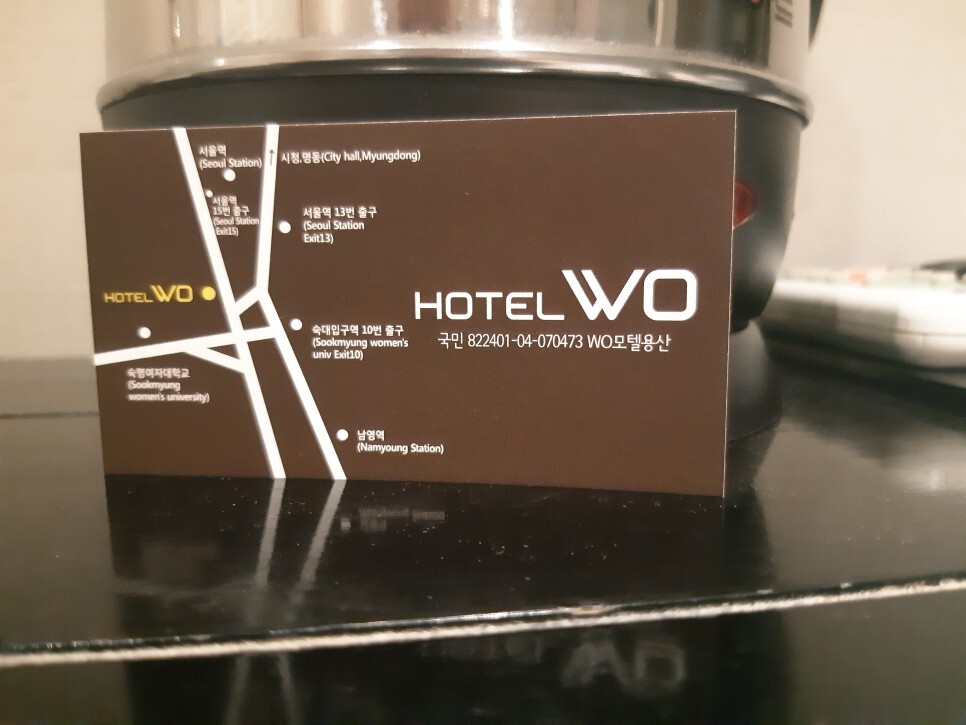 서울역
(Seoul Station)
시청,명동(City hall,Myungdong)
서울역
15번 출구
(Seoul Station
Exit15)
서울역 13번 출구
(Seoul Station
Exit13)
HOTEL WO
HOTEL WO
국민 822401-04-070473 WO모텔용산
숙대입구역 10번 출구
(Sookmyung women's
univ Exit10)
숙명여자대학교
(Sookmyung
women's university)
남영역
(Namyoung Station)